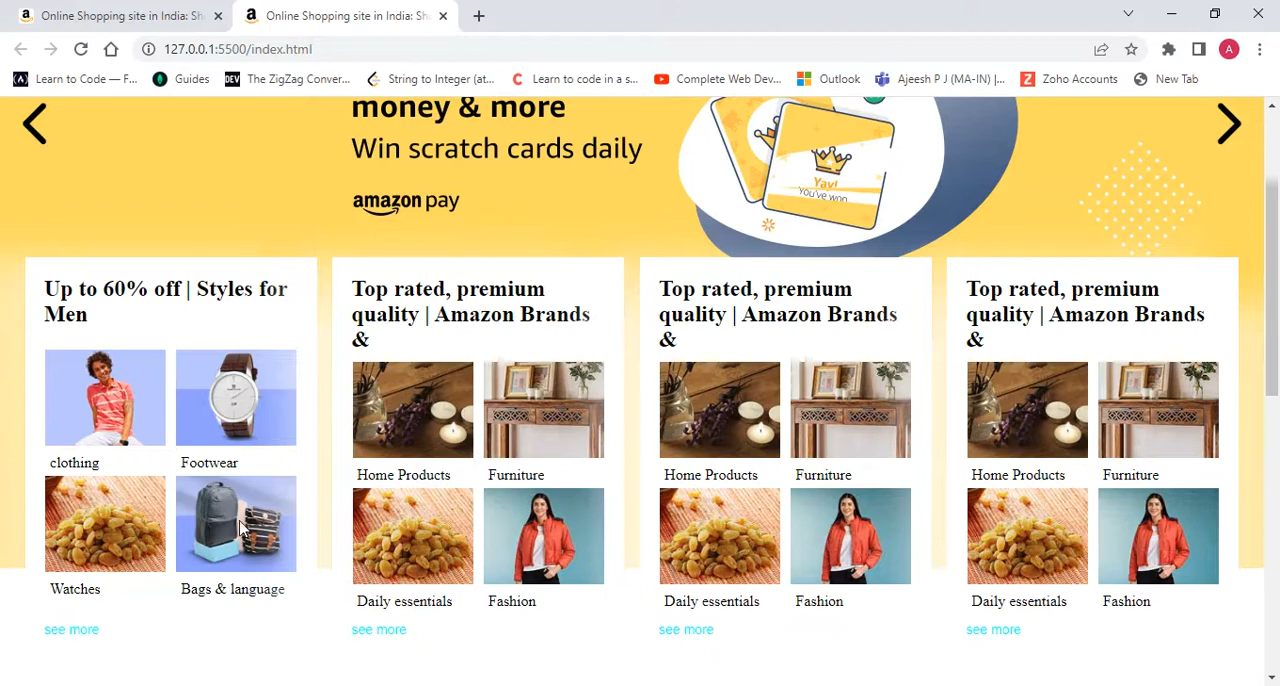 Online Shopping site in India: Sh
Online Shopping site in India: Sh
127.0.0.1:5500/index.html
A
Learn to Code — F...
Guides
DEV
The ZigZag Conver...
String to Integer (at...
Learn to code in a s...
Complete Web Dev...
Outlook
Ajeesh P J (MA-IN) |...
Zoho Accounts
New Tab
money & more
Win scratch cards daily
amazon pay
Yay!
You've won
Up to 60% off | Styles for
Men
clothing
Footwear
Watches
Bags & language
see more
Top rated, premium
quality | Amazon Brands
&
Home Products
Furniture
Daily essentials
Fashion
see more
Top rated, premium
quality | Amazon Brands
&
Home Products
Furniture
Daily essentials
Fashion
see more
Top rated, premium
quality | Amazon Brands
&
Home Products
Furniture
Daily essentials
Fashion
see more